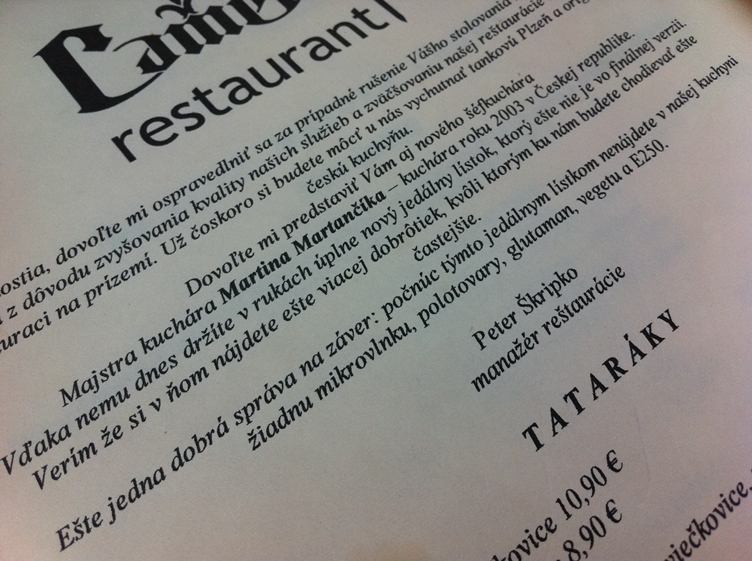 restaurant
ostia, dovoľte mi ospravedlniť sa za prípadné rušenie Vášho stolovania
z dôvodu zvyšovania kvality našich služieb a zväčšovaniu našej reštaurácie
uraci na prízemí. Už čoskoro si budete môcť u nás vychutnať tankovú Plzeň a orig
českú kuchyňu.
Dovoľte mi predstaviť Vám aj nového šéfkuchára
Majstra kuchára Martina Martančíka – kuchára roku 2003 v Českej republike.
Vďaka nemu dnes držíte v rukách úplne nový jedálny lístok, ktorý ešte nie je vo finálnej verzii.
Verím že si v ňom nájdete ešte viacej dobrôtiek, kvôli ktorým ku nám budete chodievať ešte
častejšie.
Ešte jedna dobrá správa na záver: počnúc týmto jedálnym lístkom nenájdete v našej kuchyni
žiadnu mikrovlnku, polotovary, glutaman, vegetu a E250.
Peter Škripko
manažér reštaurácie
TATARÁKY
kovice 10,90 €
8,90 €
viečkovice,